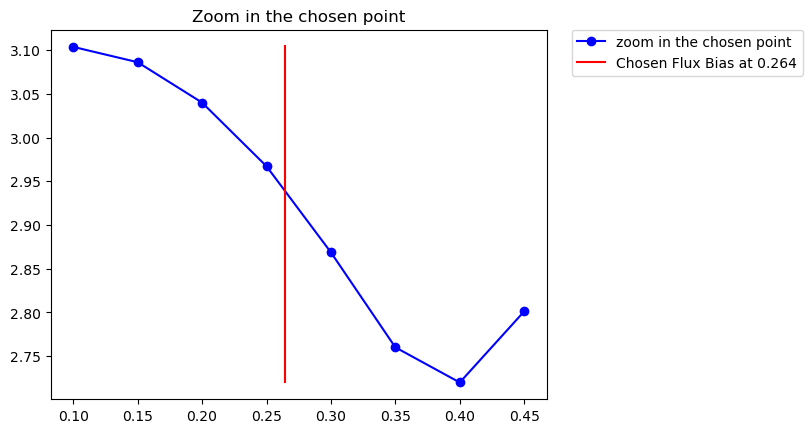 Zoom in the chosen point
zoom in the chosen point
Chosen Flux Bias at 0.264
3.10
3.05
3.00
2.95
2.90
2.85
2.80
2.75
0.10 0.15 0.20 0.25 0.30 0.35 0.40 0.45